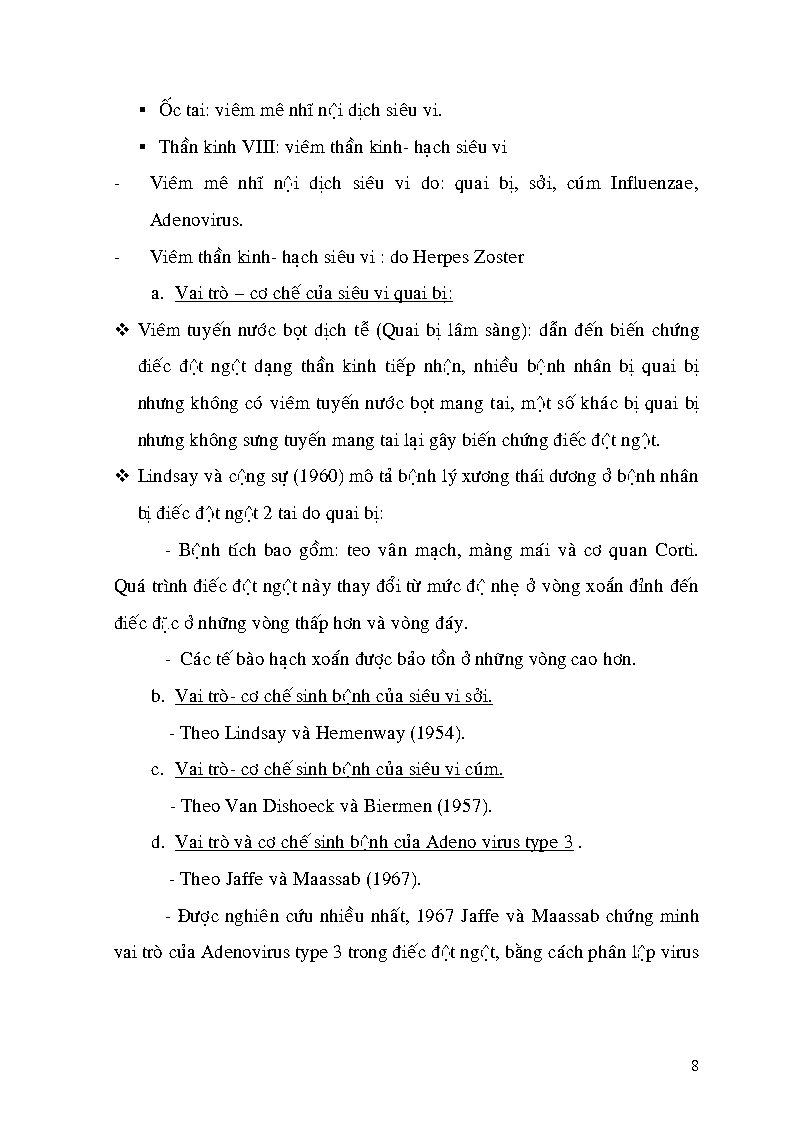 ▪ Ốc tai: viêm mê nhĩ nội dịch siêu vi.
▪ Thần kinh VIII: viêm thần kinh- hạch siêu vi
- Viêm mê nhĩ nội dịch siêu vi do: quai bị, sởi, cúm Influenzae,
Adenovirus.
- Viêm thần kinh- hạch siêu vi : do Herpes Zoster
a. Vai trò – cơ chế của siêu vi quai bị:
❖ Viêm tuyến nước bọt dịch tễ (Quai bị lâm sàng): dẫn đến biến chứng
điếc đột ngột dạng thần kinh tiếp nhận, nhiều bệnh nhân bị quai bị
nhưng không có viêm tuyến nước bọt mang tai, một số khác bị quai bị
nhưng không sưng tuyến mang tai lại gây biến chứng điếc đột ngột.
❖ Lindsay và cộng sự (1960) mô tả bệnh lý xương thái dương ở bệnh nhân
bị điếc đột ngột 2 tai do quai bị:
- Bệnh tích bao gồm: teo vân mạch, màng mái và cơ quan Corti.
Quá trình điếc đột ngột này thay đổi từ mức độ nhẹ ở vòng xoắn đỉnh đến
điếc đặc ở những vòng thấp hơn và vòng đáy.
- Các tế bào hạch xoắn được bảo tồn ở những vòng cao hơn.
b. Vai trò- cơ chế sinh bệnh của siêu vi sởi.
- Theo Lindsay và Hemenway (1954).
c. Vai trò- cơ chế sinh bệnh của siêu vi cúm.
- Theo Van Dishoeck và Biermen (1957).
d. Vai trò và cơ chế sinh bệnh của Adeno virus type 3 .
- Theo Jaffe và Maassab (1967).
- Được nghiên cứu nhiều nhất, 1967 Jaffe và Maassab chứng minh
vai trò của Adenovirus type 3 trong điếc đột ngột, bằng cách phân lập virus
8